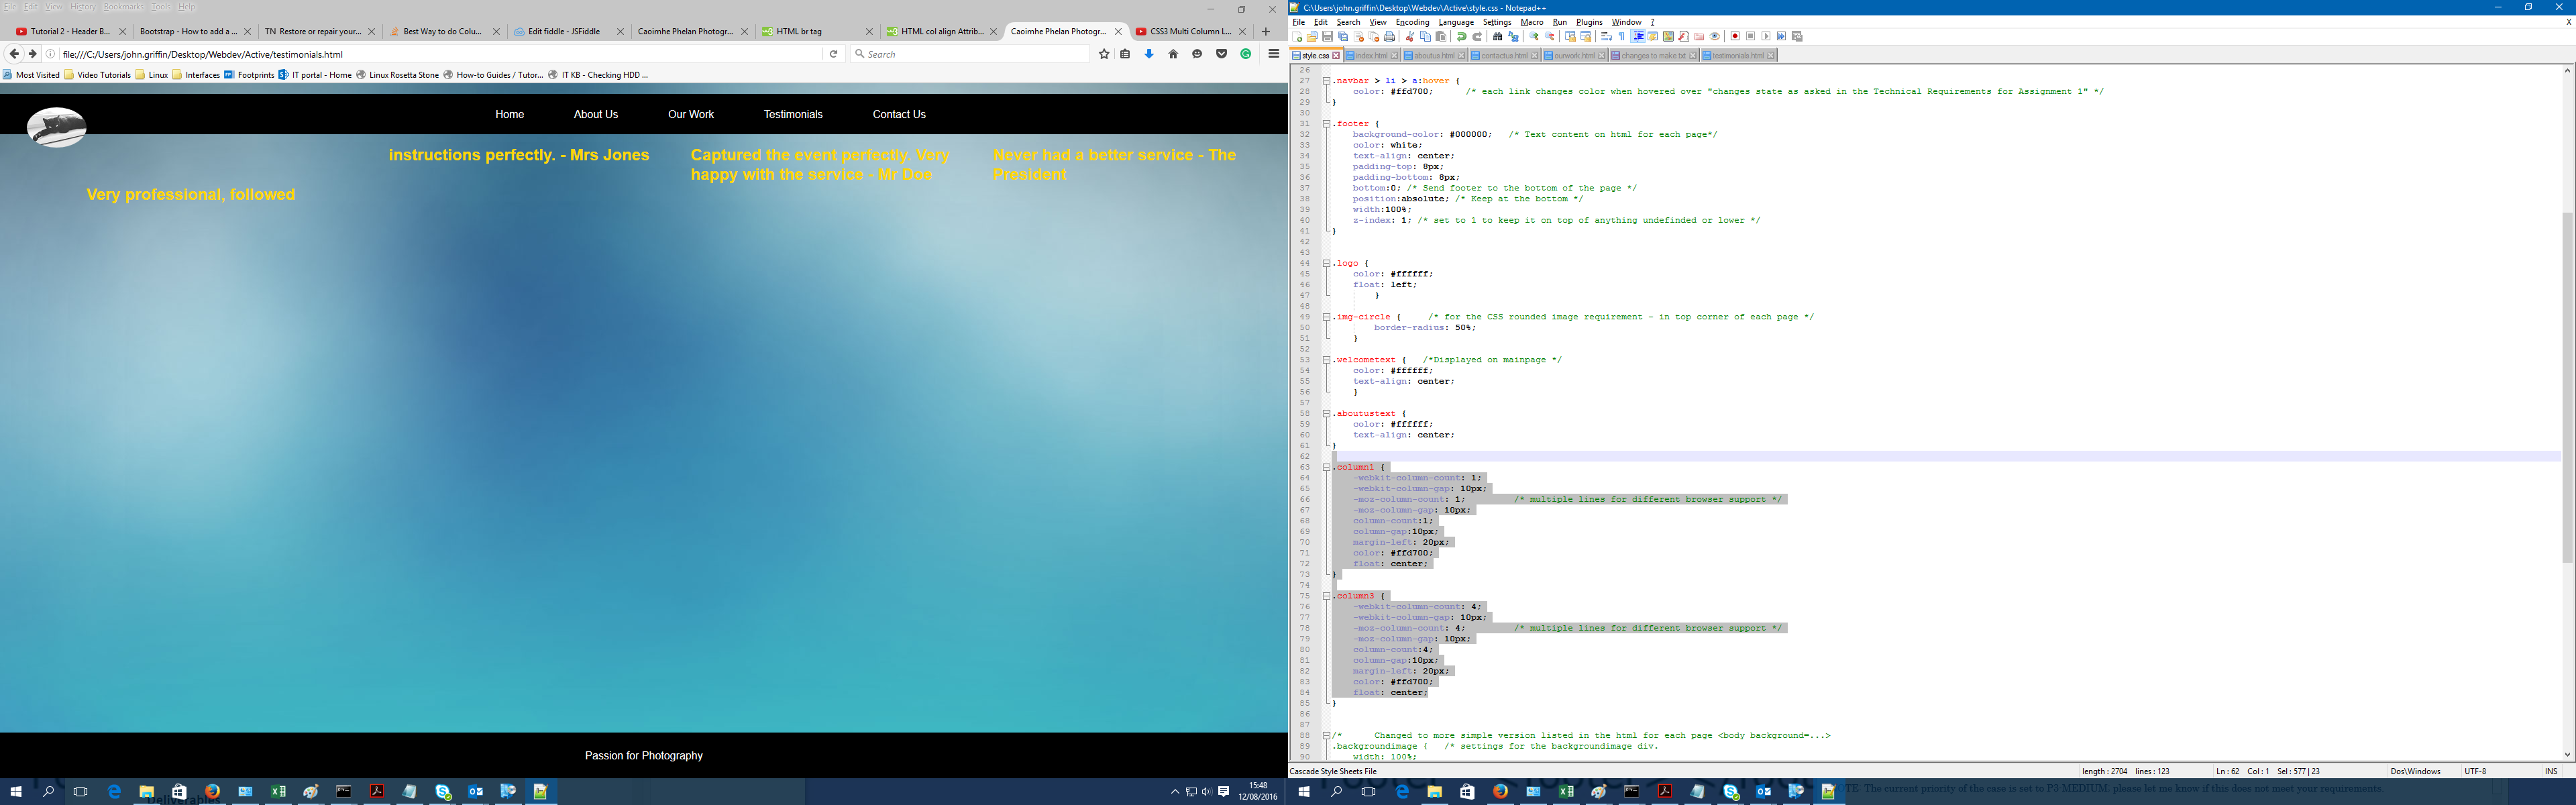 File Edit View History Bookmarks Tools Help
Tutorial 2 - Header B... Bootstrap - How to add a ... TN Restore or repair your... Best Way to do Colu... Edit fiddle - JSFiddle Caoimhe Phelan Photogr... HTML br tag HTML col align Attrib... Caoimhe Phelan Photogr... CSS3 Multi Column L...
file:///C:/Users/john.griffin/Desktop/Webdev/Active/testimonials.html Search
Most Visited Video Tutorials Linux Interfaces Footprints IT portal - Home Linux Rosetta Stone How-to Guides / Tutor... IT KB - Checking HDD ...
Home About Us Our Work Testimonials Contact Us
Very professional, followed
instructions perfectly. - Mrs Jones
Captured the event perfectly. Very
happy with the service - Mr Doe
Never had a better service - The
President
Passion for Photography
15:48
12/08/2016
Deliverables
C:\Users\john.griffin\Desktop\Webdev\Active\style.css - Notepad++
File Edit Search View Encoding Language Settings Macro Run Plugins Window ? X
style.css index.html aboutus.html contactus.html ourwork.html changes to make.txt testimonials.html
26
27 .navbar > li > a:hover {
28 color: #ffd700; /* each link changes color when hovered over "changes state as asked in the Technical Requirements for Assignment 1" */
29 }
30
31 .footer {
32 background-color: #000000; /* Text content on html for each page*/
33 color: white;
34 text-align: center;
35 padding-top: 8px;
36 padding-bottom: 8px;
37 bottom:0; /* Send footer to the bottom of the page */
38 position:absolute; /* Keep at the bottom */
39 width:100%;
40 z-index: 1; /* set to 1 to keep it on top of anything undefinded or lower */
41 }
42
43
44 .logo {
45 color: #ffffff;
46 float: left;
47 }
48
49 .img-circle { /* for the CSS rounded image requirement - in top corner of each page */
50 border-radius: 50%;
51 }
52
53 .welcometext { /*Displayed on mainpage */
54 color: #ffffff;
55 text-align: center;
56 }
57
58 .aboutustext {
59 color: #ffffff;
60 text-align: center;
61 }
62
63 .column1 {
64 -webkit-column-count: 1;
65 -webkit-column-gap: 10px;
66 -moz-column-count: 1; /* multiple lines for different browser support */
67 -moz-column-gap: 10px;
68 column-count:1;
69 column-gap:10px;
70 margin-left: 20px;
71 color: #ffd700;
72 float: center;
73 }
74
75 .column3 {
76 -webkit-column-count: 4;
77 -webkit-column-gap: 10px;
78 -moz-column-count: 4; /* multiple lines for different browser support */
79 -moz-column-gap: 10px;
80 column-count:4;
81 column-gap:10px;
82 margin-left: 20px;
83 color: #ffd700;
84 float: center;
85 }
86
87
88 /* Changed to more simple version listed in the html for each page <body background=...>
89 .backgroundimage { /* settings for the backgroundimage div.
90 width: 100%;
Cascade Style Sheets File length : 2704 lines : 123 Ln : 62 Col : 1 Sel : 577 | 23 Dos\Windows UTF-8 INS
NOTE: The current priority of the case is set to P3-MEDIUM, please let me know if this does not meet your requirements.